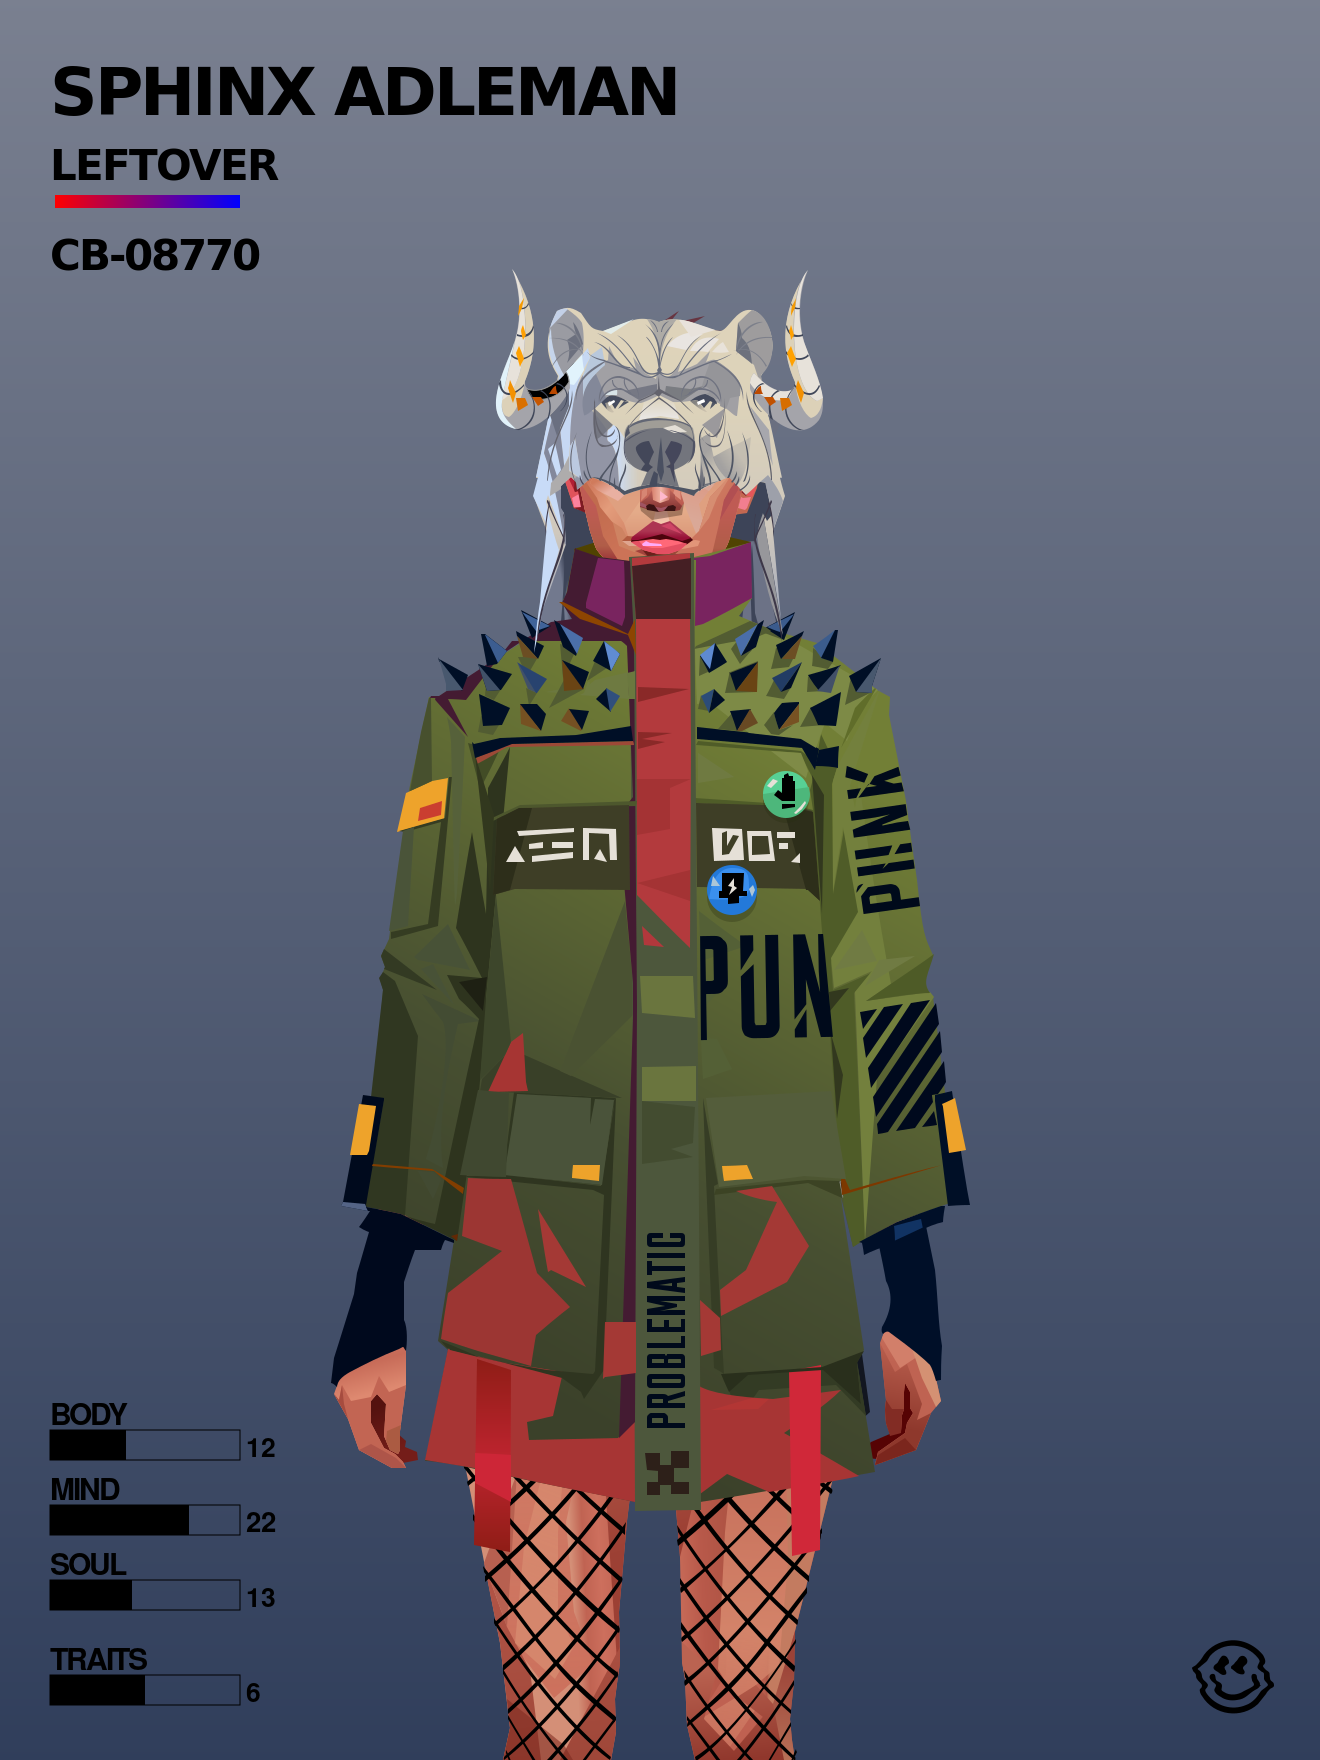 SPHINX ADLEMAN
LEFTOVER
CB-08770
PUNK
PUN
PROBLEMATIC
BODY
12
MIND
22
SOUL
13
TRAITS
6